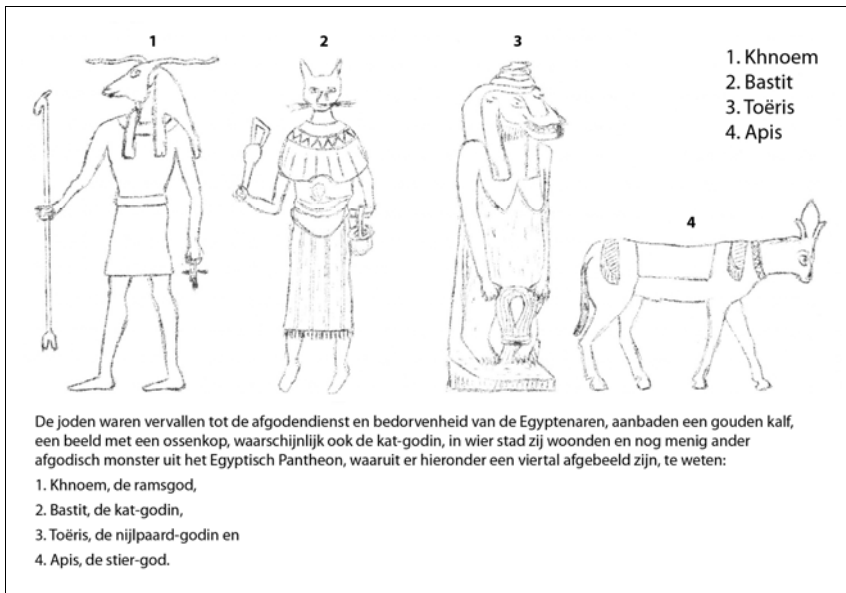 1
2
3
1. Khnoem
2. Bastit
3. Toëris
4. Apis
4
De joden waren vervallen tot de afgodendienst en bedorvenheid van de Egyptenaren, aanbaden een gouden kalf,
een beeld met een ossenkop, waarschijnlijk ook de kat-godin, in wier stad zij woonden en nog menig ander
afgodisch monster uit het Egyptisch Pantheon, waaruit er hieronder een viertal afgebeeld zijn, te weten:
1. Khnoem, de ramsgod,
2. Bastit, de kat-godin,
3. Toëris, de nijlpaard-godin en
4. Apis, de stier-god.